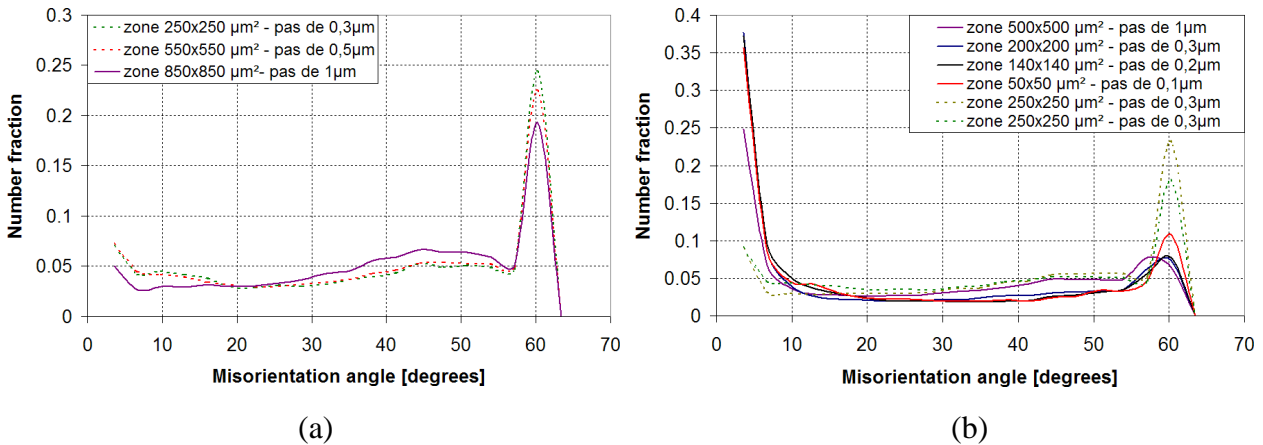 0.3
0.25
0.2
0.15
0.1
0.05
0
Number fraction
zone 250x250 µm² - pas de 0,3µm
zone 550x550 µm² - pas de 0,5µm
zone 850x850 µm²- pas de 1µm
0 10 20 30 40 50 60 70
Misorientation angle [degrees]
(a)
0.4
0.35
0.3
0.25
0.2
0.15
0.1
0.05
0
Number fraction
zone 500x500 µm² - pas de 1µm
zone 200x200 µm² - pas de 0,3µm
zone 140x140 µm² - pas de 0,2µm
zone 50x50 µm² - pas de 0,1µm
zone 250x250 µm² - pas de 0,3µm
zone 250x250 µm² - pas de 0,3µm
0 10 20 30 40 50 60 70
Misorientation angle [degrees]
(b)